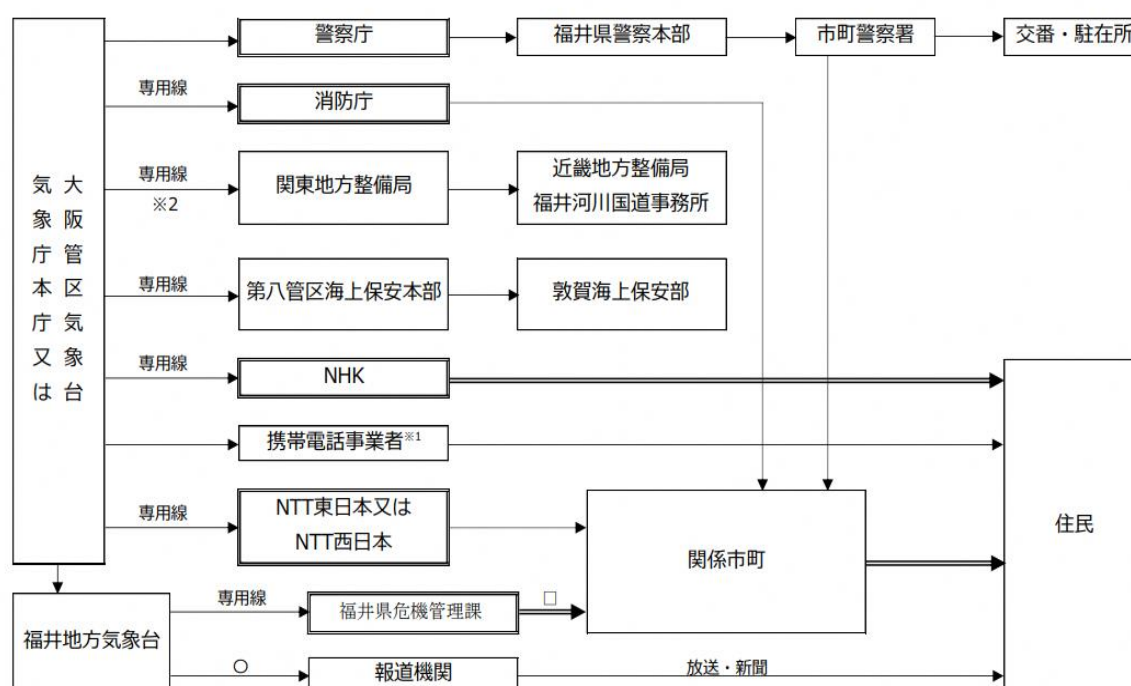 警察庁
福井県警察本部
市町警察署
交番・駐在所
専用線
消防庁
大阪管区気象台
気象庁本庁又は
専用線
※2
関東地方整備局
近畿地方整備局
福井河川国道事務所
専用線
第八管区海上保安本部
敦賀海上保安部
専用線
NHK
携帯電話事業者※1
専用線
NTT東日本又は
NTT西日本
関係市町
住民
福井地方気象台
専用線
福井県危機管理課
□
○
報道機関
放送・新聞